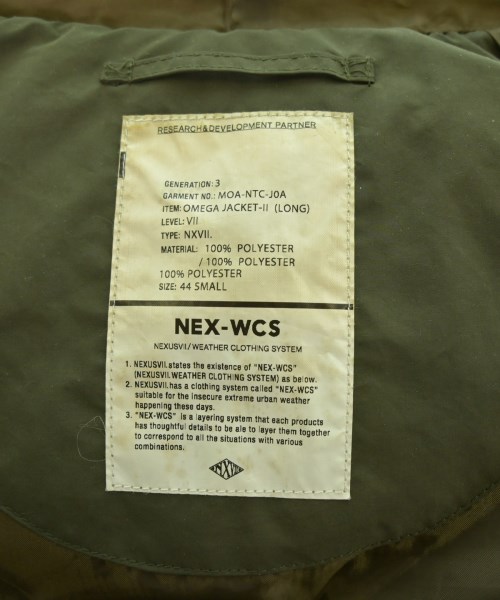 RESEARCH&DEVELOPMENT PARTNER
GENERATION: 3
GARMENT NO.: MOA-NTC-J0A
ITEM: OMEGA JACKET-II (LONG)
LEVEL: VII
TYPE: NXVII.
MATERIAL: 100% POLYESTER
/ 100% POLYESTER
100% POLYESTER
SIZE: 44 SMALL
NEX-WCS
NEXUSVII/WEATHER CLOTHING SYSTEM
1. NEXUSVII.states the existence of "NEX-WCS"
(NEXUSVII.WEATHER CLOTHING SYSTEM) as below.
2. NEXUSVII.has a clothing system called "NEX-WCS"
suitable for the insecure extreme urban weather
happening these days.
3. "NEX-WCS" is a layering system that each products
has thoughtful details to be ale to layer them together
to correspond to all the situations with various
combinations.
NXVII